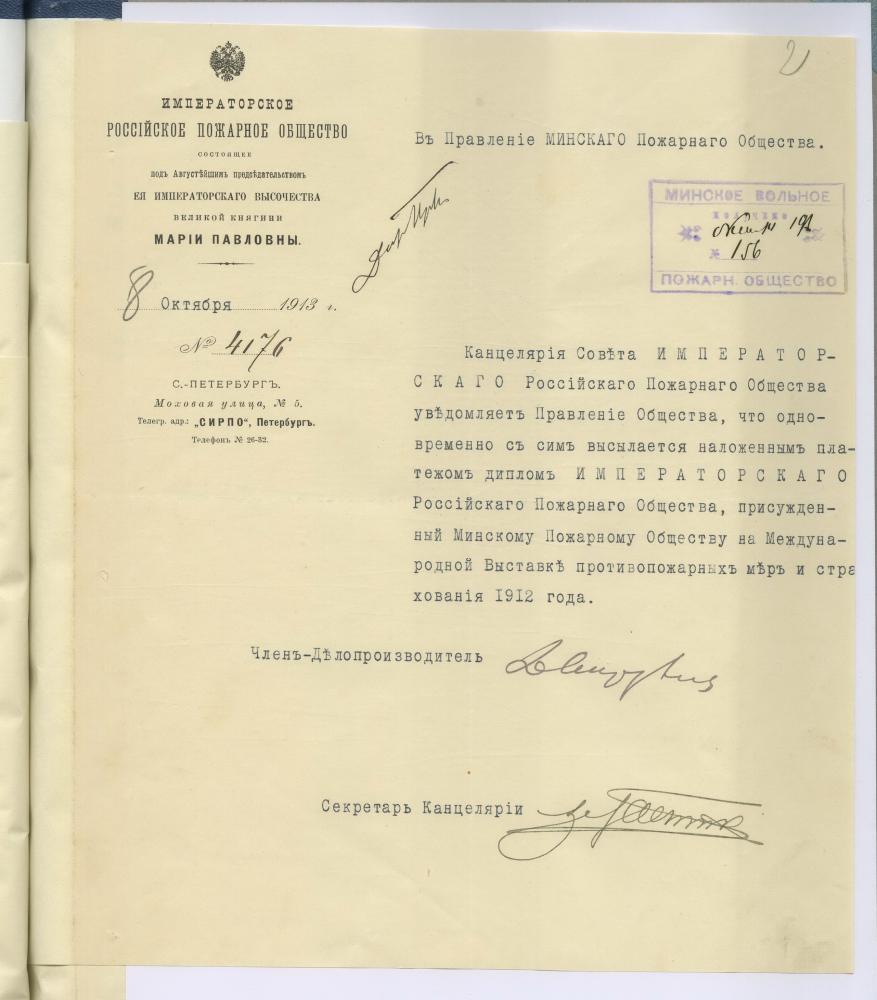 2
ИМПЕРАТОРСКОЕ
РОССІЙСКОЕ ПОЖАРНОЕ ОБЩЕСТВО
СОСТОЯЩЕЕ
подъ Августѣйшимъ предсѣдательствомъ
ЕЯ ИМПЕРАТОРСКАГО ВЫСОЧЕСТВА
ВЕЛИКОЙ КНЯГИНИ
МАРІИ ПАВЛОВНЫ.
8 Октября 1913 г.
№ 4176
С.-ПЕТЕРБУРГЪ.
Моховая улица, № 5.
Телегр. адр.: „СИРПО“, Петербургъ.
Телефонъ № 26-32.
Въ Правленіе МИНСКАГО Пожарнаго Общества.
МИНСКОЕ ВОЛЬНОЕ
№ 156
ПОЖАРН. ОБЩЕСТВО
Канцелярія Совѣта ИМПЕРАТОР-
СКАГО Россійскаго Пожарнаго Общества
увѣдомляетъ Правленіе Общества, что одно-
временно съ симъ высылается наложеннымъ пла-
тежомъ дипломъ ИМПЕРАТОРСКАГО
Россійскаго Пожарнаго Общества, присужден-
ный Минскому Пожарному Обществу на Междуна-
родной Выставкѣ противопожарныхъ мѣръ и стра
хованія 1912 года.
Членъ-Дѣлопроизводитель
Секретарь Канцеляріи